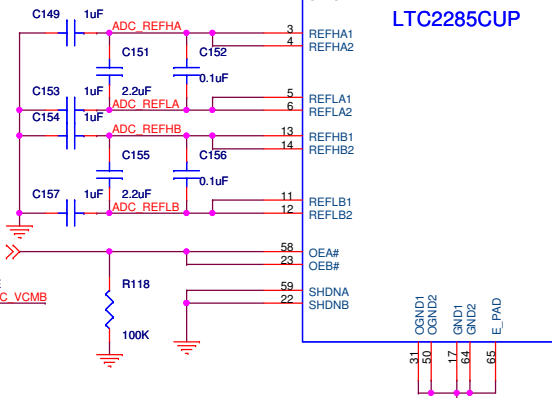 LTC2285CUP
C149 1uF ADC_REFHA 3 REFHA1
4 REFHA2
C151 C152
2.2uF 0.1uF
C153 1uF ADC_REFLA 5 REFLA1
6 REFLA2
C154 1uF ADC_REFHB 13 REFHB1
14 REFHB2
C155 C156
2.2uF 0.1uF
C157 1uF ADC_REFLB 11 REFLB1
12 REFLB2
58 OEA#
23 OEB#
R118
100K
59 SHDNA
22 SHDNB
C_VCMB
OGND1 31
OGND2 50
GND1 17
GND2 64
E_PAD 65